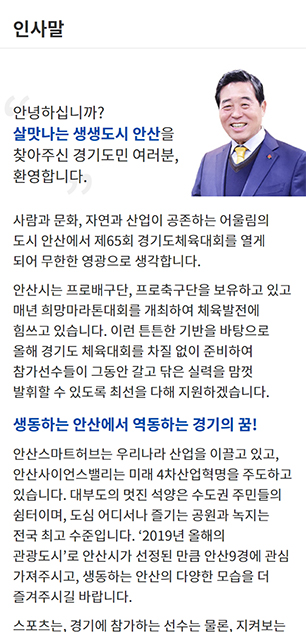 인사말
안녕하십니까?
살맛나는 생생도시 안산을
찾아주신 경기도민 여러분,
환영합니다.
사람과 문화, 자연과 산업이 공존하는 어울림의
도시 안산에서 제65회 경기도체육대회를 열게
되어 무한한 영광으로 생각합니다.
안산시는 프로배구단, 프로축구단을 보유하고 있고
매년 희망마라톤대회를 개최하여 체육발전에
힘쓰고 있습니다. 이런 튼튼한 기반을 바탕으로
올해 경기도 체육대회를 차질 없이 준비하여
참가선수들이 그동안 갈고 닦은 실력을 맘껏
발휘할 수 있도록 최선을 다해 지원하겠습니다.
생동하는 안산에서 역동하는 경기의 꿈!
안산스마트허브는 우리나라 산업을 이끌고 있고,
안산사이언스밸리는 미래 4차산업혁명을 주도하고
있습니다. 대부도의 멋진 석양은 수도권 주민들의
쉼터이며, 도심 어디서나 즐기는 공원과 녹지는
전국 최고 수준입니다. ‘2019년 올해의
관광도시’로 안산시가 선정된 만큼 안산9경에 관심
가져주시고, 생동하는 안산의 다양한 모습을 더
즐겨주시길 바랍니다.
스포츠는, 경기에 참가하는 선수는 물론, 지켜보는